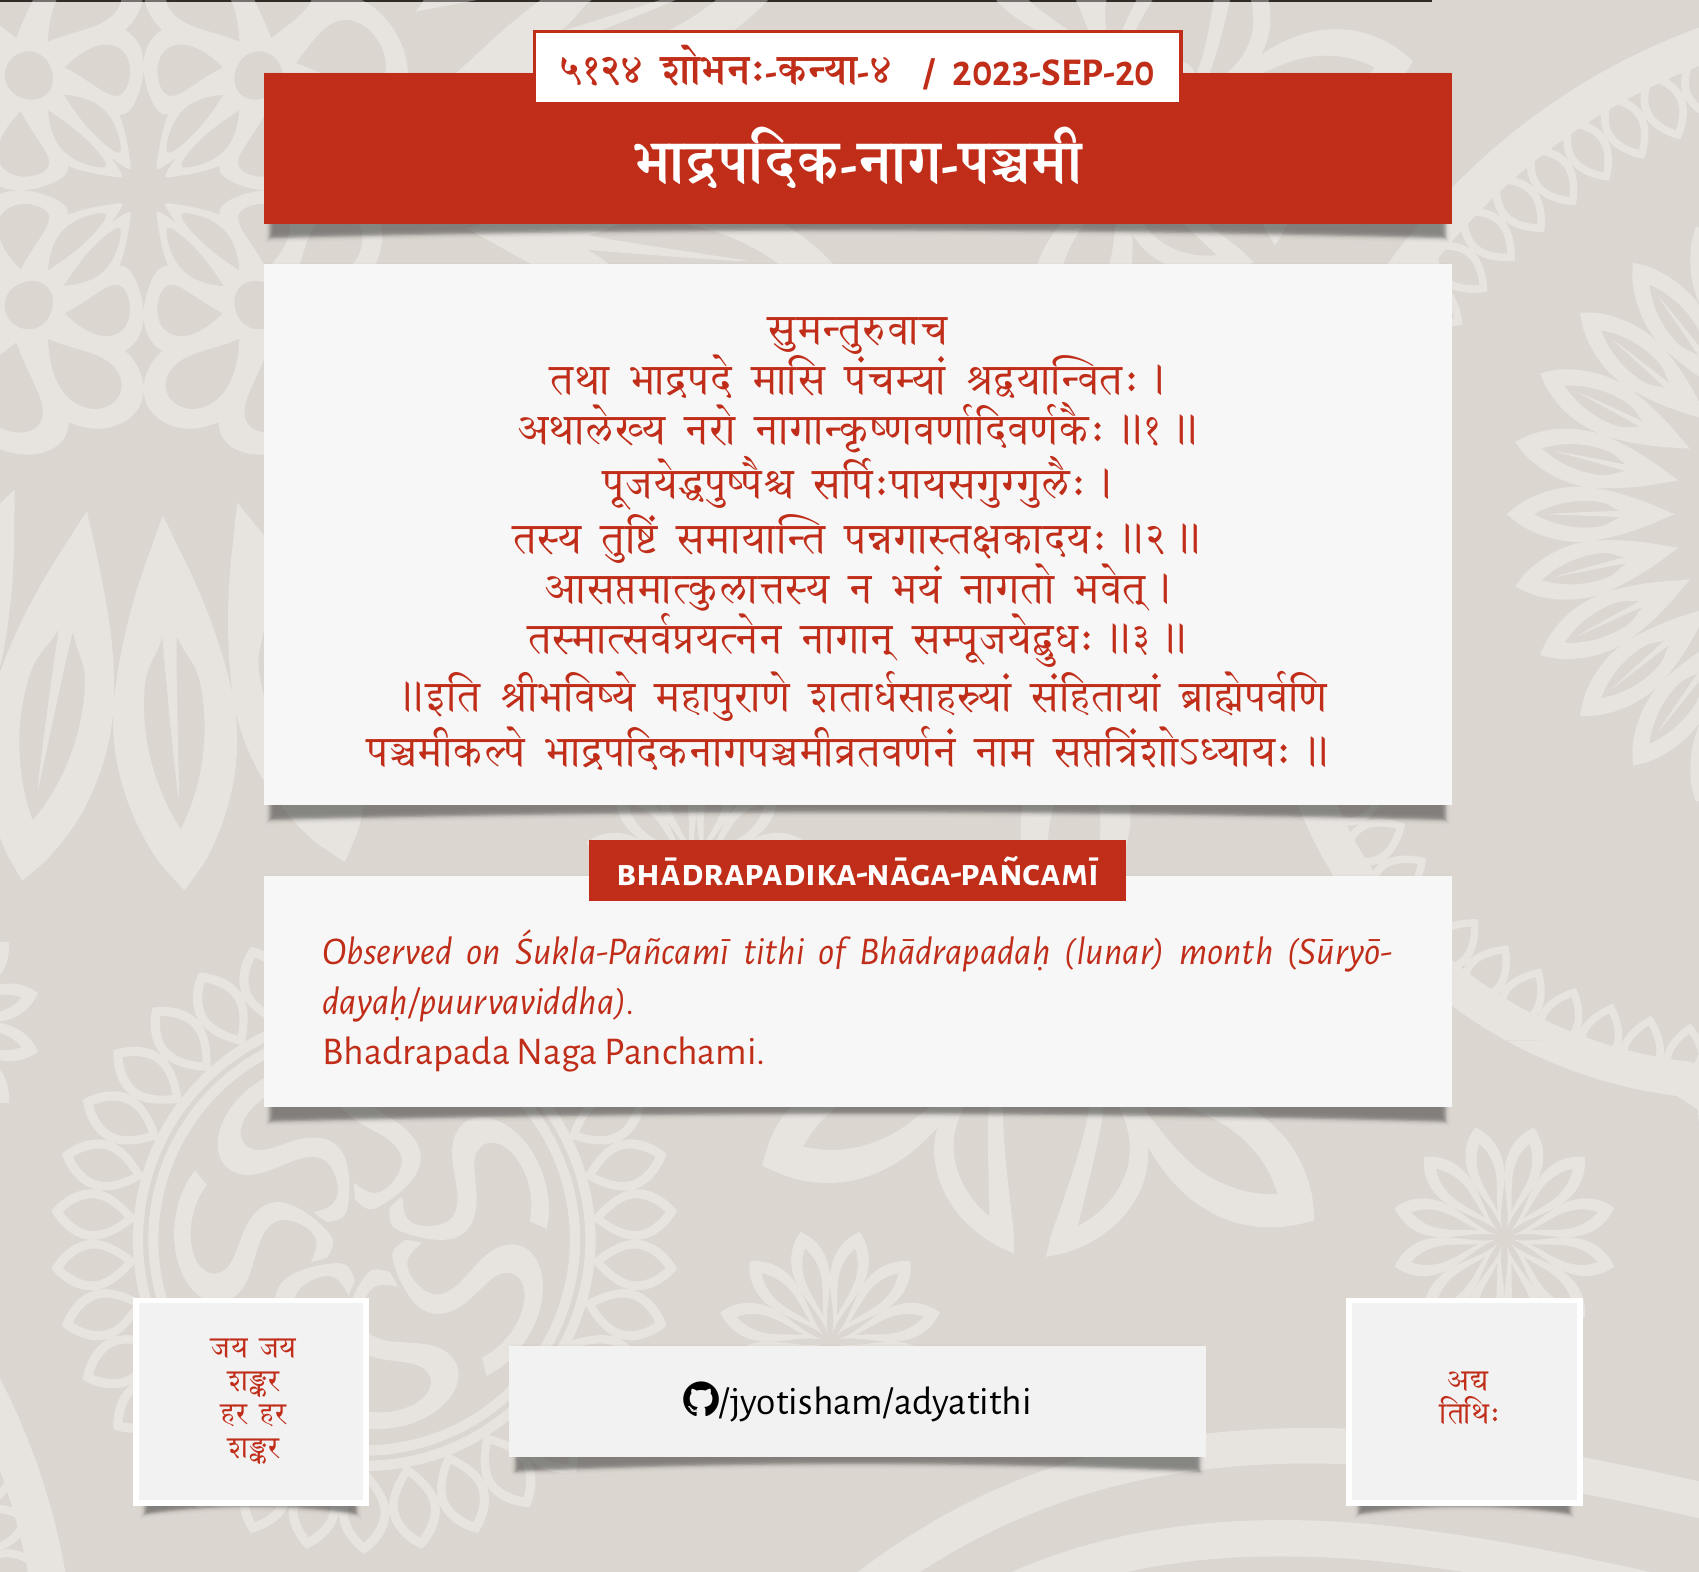 ५१२४ शोभनः-कन्या-४ / 2023-SEP-20
भाद्रपदिक-नाग-पञ्चमी
सुमन्तुरुवाच
तथा भाद्रपदे मासि पंचम्यां श्रद्वयान्वितः ।
अथालेख्य नरो नागान्कृष्णवर्णादिवर्णकैः ॥१॥
पूजयेद्धपुष्पैश्च सर्पिःपायसगुग्गुलैः ।
तस्य तुष्टिं समायान्ति पन्नगास्तक्षकादयः ॥२॥
आसप्तमात्कुलात्तस्य न भयं नागतो भवेत् ।
तस्मात्सर्वप्रयत्नेन नागान् सम्पूजयेद्बुधः ॥३॥
॥इति श्रीभविष्ये महापुराणे शतार्धसाहस्र्यां संहितायां ब्राह्मेपर्वणि
पञ्चमीकल्पे भाद्रपदिकनागपञ्चमीव्रतवर्णनं नाम सप्तत्रिंशोऽध्यायः ॥
BHĀDRAPADIKA-NĀGA-PAÑCAMĪ
Observed on Śukla-Pañcamī tithi of Bhādrapadaḥ (lunar) month (Sūryō-
dayaḥ/puurvaviddha).
Bhadrapada Naga Panchami.
जय जय
शङ्कर
हर हर
शङ्कर
/jyotisham/adyatithi
अद्य
तिथिः